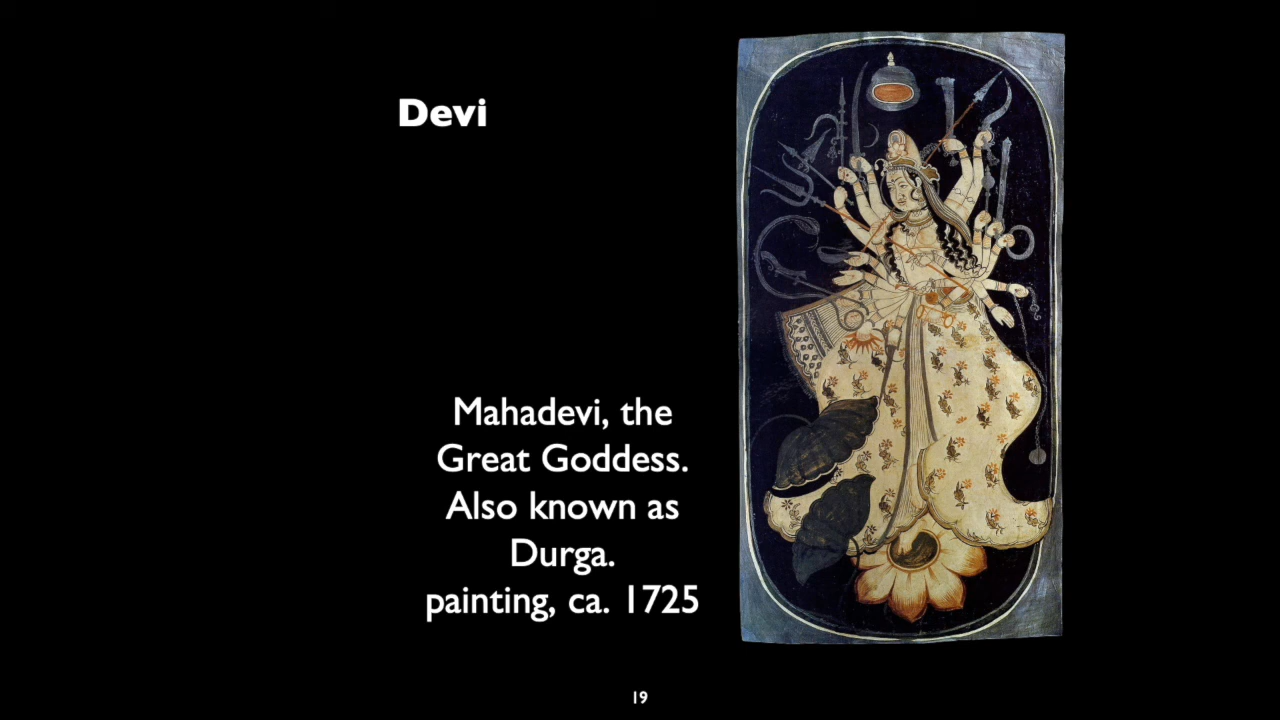 Devi
Mahadevi, the
Great Goddess.
Also known as
Durga.
painting, ca. 1725
19